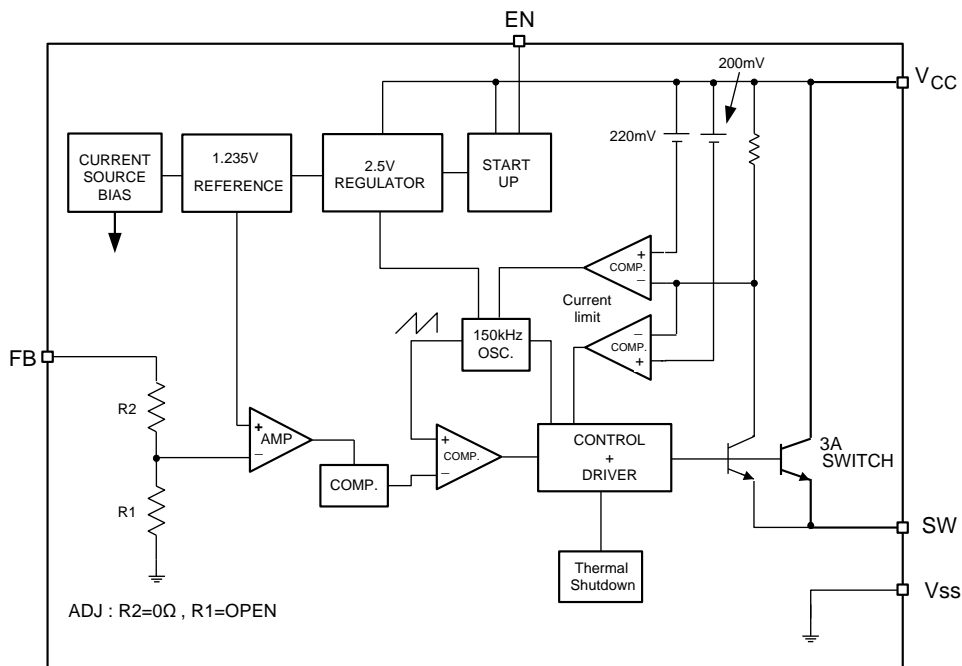 EN
200mV
VCC
220mV
CURRENT
SOURCE
BIAS
1.235V
REFERENCE
2.5V
REGULATOR
START
UP
+
COMP.
−
Current
limit
−
COMP.
+
150kHz
OSC.
FB
R2
+
AMP
−
COMP.
+
COMP.
−
CONTROL
+
DRIVER
3A
SWITCH
R1
SW
Thermal
Shutdown
Vss
ADJ : R2=0Ω , R1=OPEN